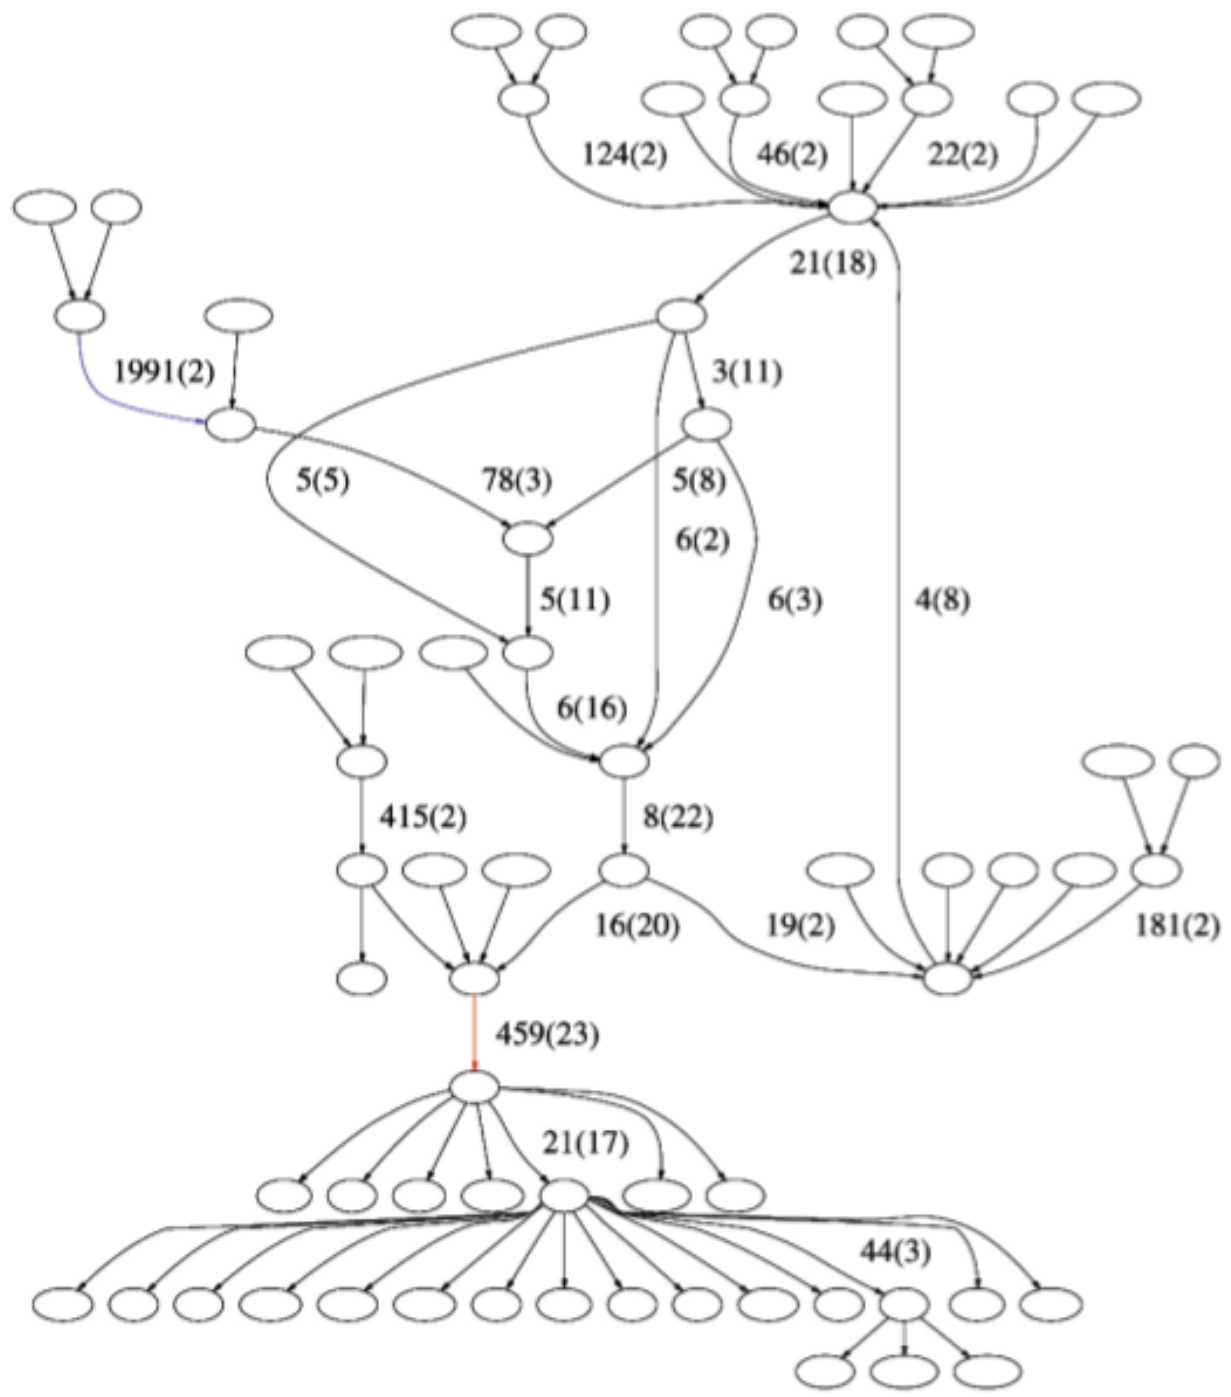 124(2) 46(2) 22(2)
21(18)
1991(2) 3(11)
5(5) 78(3) 5(8)
6(2)
5(11) 6(3) 4(8)
6(16)
415(2) 8(22)
16(20) 19(2) 181(2)
459(23)
21(17)
44(3)